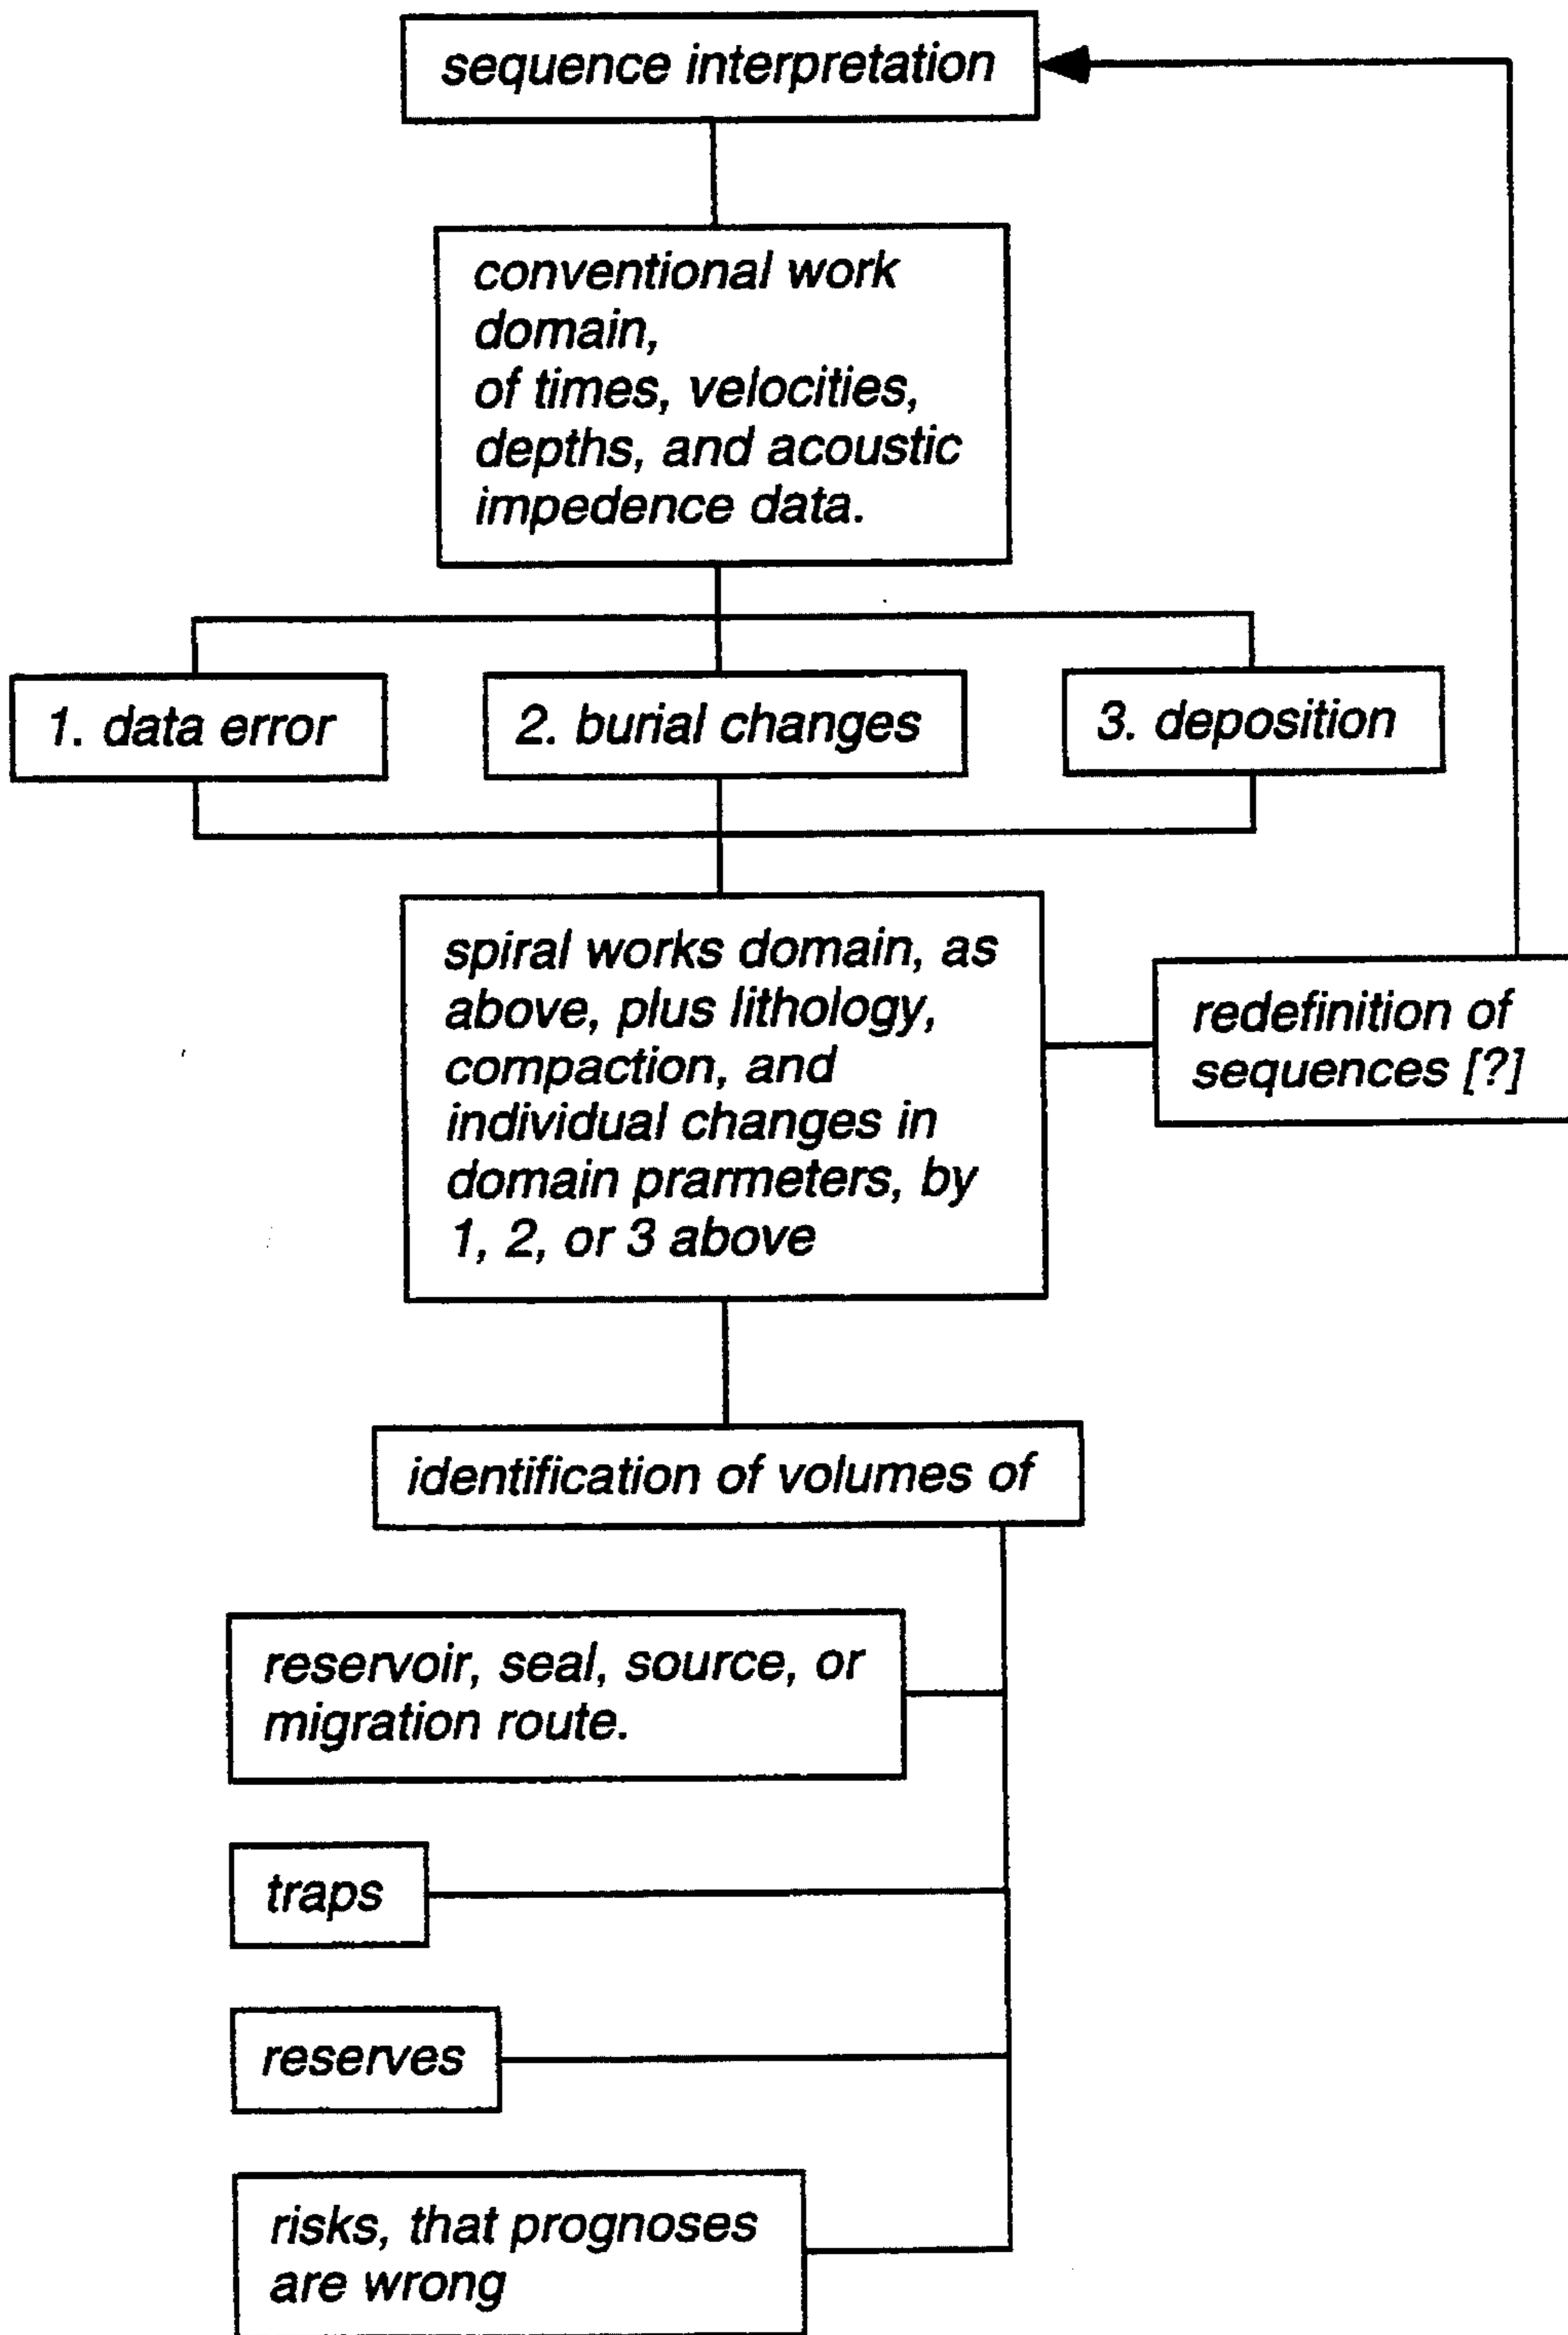 sequence interpretation
conventional work
domain,
of times, velocities,
depths, and acoustic
impedence data.
1. data error
2. burial changes
3. deposition
spiral works domain, as
above, plus lithology,
compaction, and
individual changes in
domain prarmeters, by
1, 2, or 3 above
redefinition of
sequences [?]
identification of volumes of
reservoir, seal, source, or
migration route.
traps
reserves
risks, that prognoses
are wrong